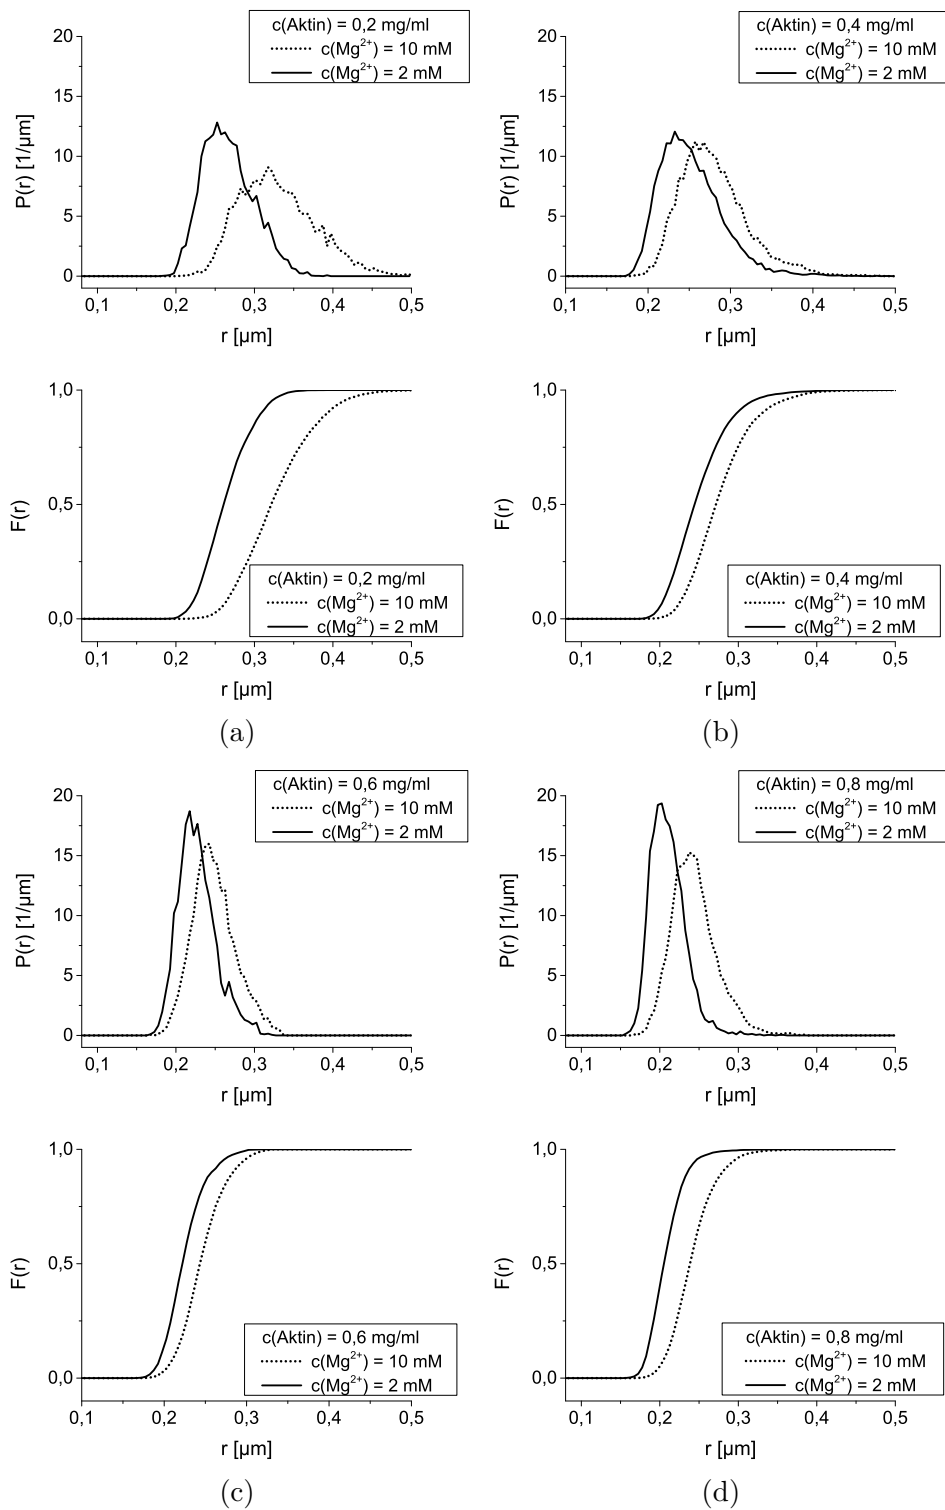 c(Aktin) = 0,2 mg/ml
c(Mg2+) = 10 mM
c(Mg2+) = 2 mM
20
15
10
5
0
P(r) [1/µm]
0,1 0,2 0,3 0,4 0,5
r [µm]
c(Aktin) = 0,4 mg/ml
c(Mg2+) = 10 mM
c(Mg2+) = 2 mM
20
15
10
5
0
P(r) [1/µm]
0,1 0,2 0,3 0,4 0,5
r [µm]
1,0
0,5
0,0
F(r)
c(Aktin) = 0,2 mg/ml
c(Mg2+) = 10 mM
c(Mg2+) = 2 mM
0,1 0,2 0,3 0,4 0,5
r [µm]
(a)
1,0
0,5
0,0
F(r)
c(Aktin) = 0,4 mg/ml
c(Mg2+) = 10 mM
c(Mg2+) = 2 mM
0,1 0,2 0,3 0,4 0,5
r [µm]
(b)
c(Aktin) = 0,6 mg/ml
c(Mg2+) = 10 mM
c(Mg2+) = 2 mM
20
15
10
5
0
P(r) [1/µm]
0,1 0,2 0,3 0,4 0,5
r [µm]
c(Aktin) = 0,8 mg/ml
c(Mg2+) = 10 mM
c(Mg2+) = 2 mM
20
15
10
5
0
P(r) [1/µm]
0,1 0,2 0,3 0,4 0,5
r [µm]
1,0
0,5
0,0
F(r)
c(Aktin) = 0,6 mg/ml
c(Mg2+) = 10 mM
c(Mg2+) = 2 mM
0,1 0,2 0,3 0,4 0,5
r [µm]
(c)
1,0
0,5
0,0
F(r)
c(Aktin) = 0,8 mg/ml
c(Mg2+) = 10 mM
c(Mg2+) = 2 mM
0,1 0,2 0,3 0,4 0,5
r [µm]
(d)